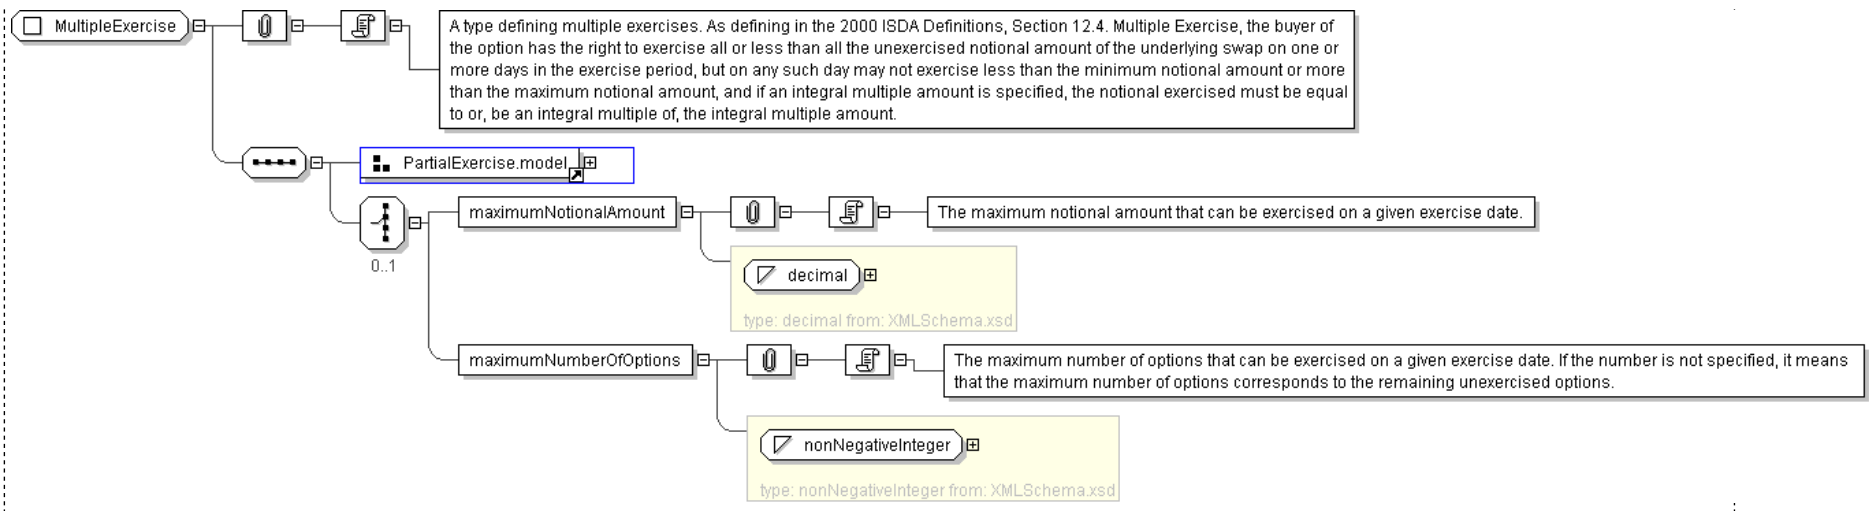 MultipleExercise
A type defining multiple exercises. As defining in the 2000 ISDA Definitions, Section 12.4. Multiple Exercise, the buyer of
the option has the right to exercise all or less than all the unexercised notional amount of the underlying swap on one or
more days in the exercise period, but on any such day may not exercise less than the minimum notional amount or more
than the maximum notional amount, and if an integral multiple amount is specified, the notional exercised must be equal
to or, be an integral multiple of, the integral multiple amount.
PartialExercise.model
0..1
maximumNotionalAmount
The maximum notional amount that can be exercised on a given exercise date.
decimal
type: decimal from: XMLSchema.xsd
maximumNumberOfOptions
The maximum number of options that can be exercised on a given exercise date. If the number is not specified, it means
that the maximum number of options corresponds to the remaining unexercised options.
nonNegativeInteger
type: nonNegativeInteger from: XMLSchema.xsd